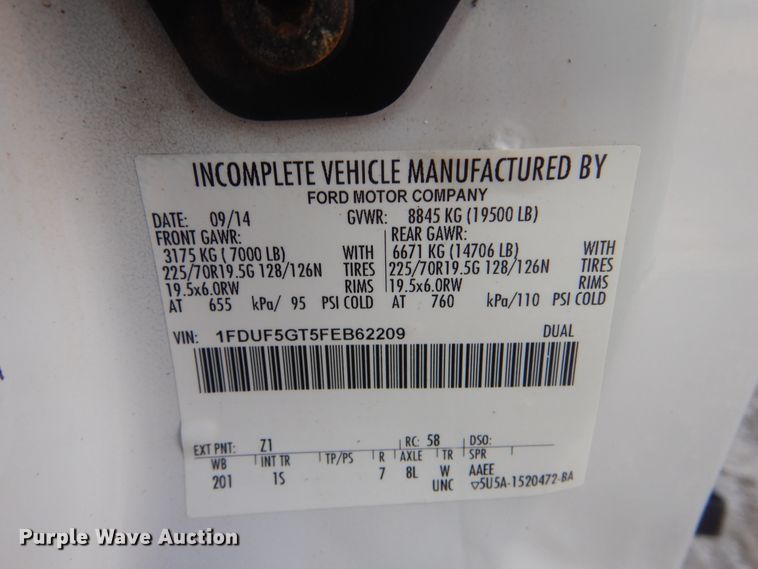 INCOMPLETE VEHICLE MANUFACTURED BY
FORD MOTOR COMPANY
DATE: 09/14 GVWR: 8845 KG (19500 LB)
FRONT GAWR: REAR GAWR:
3175 KG ( 7000 LB) WITH 6671 KG (14706 LB) WITH
225/70R19.5G 128/126N TIRES 225/70R19.5G 128/126N TIRES
19.5x6.0RW RIMS 19.5x6.0RW RIMS
AT 655 kPa/ 95 PSI COLD AT 760 kPa/110 PSI COLD
VIN: 1FDUF5GT5FEB62209 DUAL
EXT PNT: Z1 RC: 58 DSO:
WB INT TR TP/PS R AXLE TR SPR
201 1S 7 8L W AAEE
UNC 5U5A-1520472-BA
Purple Wave Auction